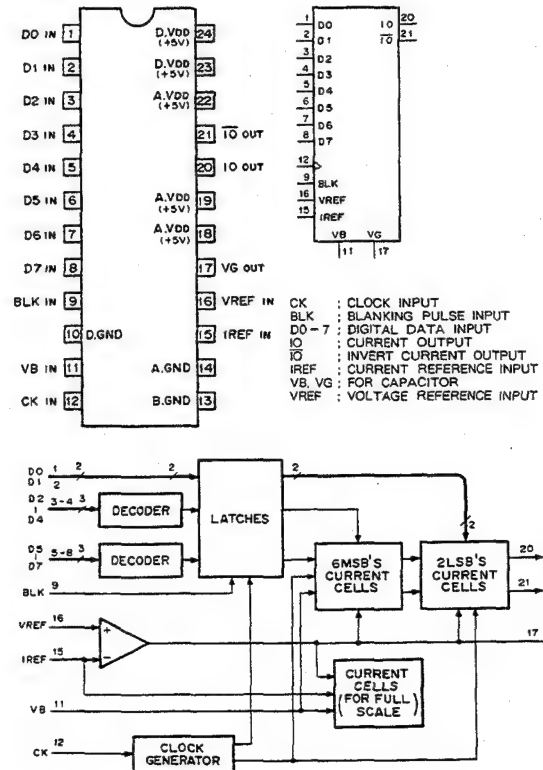 D0 IN 1
D1 IN 2
D2 IN 3
D3 IN 4
D4 IN 5
D5 IN 6
D6 IN 7
D7 IN 8
BLK IN 9
10 D.GND
VB IN 11
CK IN 12
D.VDD 24
(+5V)
D.VDD 23
(+5V)
A.VDD 22
(+5V)
21 IO OUT
20 IO OUT
A.VDD 19
(+5V)
A.VDD 18
(+5V)
17 VG OUT
16 VREF IN
15 IREF IN
A.GND 14
B.GND 13
1 D0 IO 20
2 D1 IO 21
3 D2
4 D3
5 D4
6 D5
7 D6
8 D7
12
9 BLK
16 VREF
15 IREF
VB VG
11 17
CK ; CLOCK INPUT
BLK ; BLANKING PULSE INPUT
D0-7 ; DIGITAL DATA INPUT
IO ; CURRENT OUTPUT
IO ; INVERT CURRENT OUTPUT
IREF ; CURRENT REFERENCE INPUT
VB, VG ; FOR CAPACITOR
VREF ; VOLTAGE REFERENCE INPUT
D0 1 2 2
D1 2
D2 3-4 3
D4
DECODER
D5 5-8 3
D7
DECODER
LATCHES
2
2
BLK 9
6MSB'S
CURRENT
CELLS
2LSB'S
CURRENT
CELLS
20
21
17
VREF 16 +
IREF 15 -
VB 11
CURRENT
CELLS
(FOR FULL
SCALE)
CK 12
CLOCK
GENERATOR